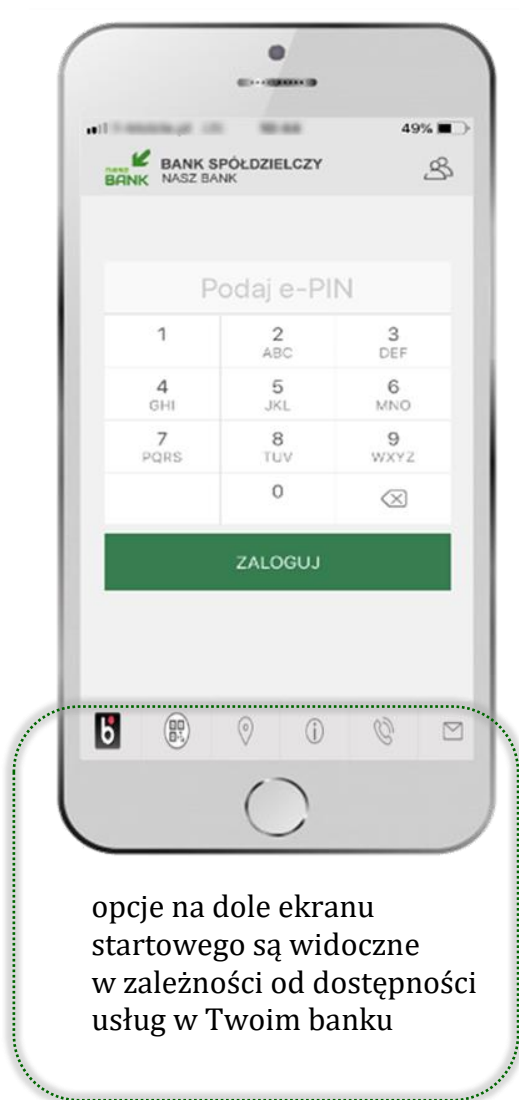 49%
nasz
BANK
BANK SPÓŁDZIELCZY
NASZ BANK
Podaj e-PIN
1 2 3
ABC DEF
4 5 6
GHI JKL MNO
7 8 9
PQRS TUV WXYZ
0
ZALOGUJ
b
opcje na dole ekranu
startowego są widoczne
w zależności od dostępności
usług w Twoim banku